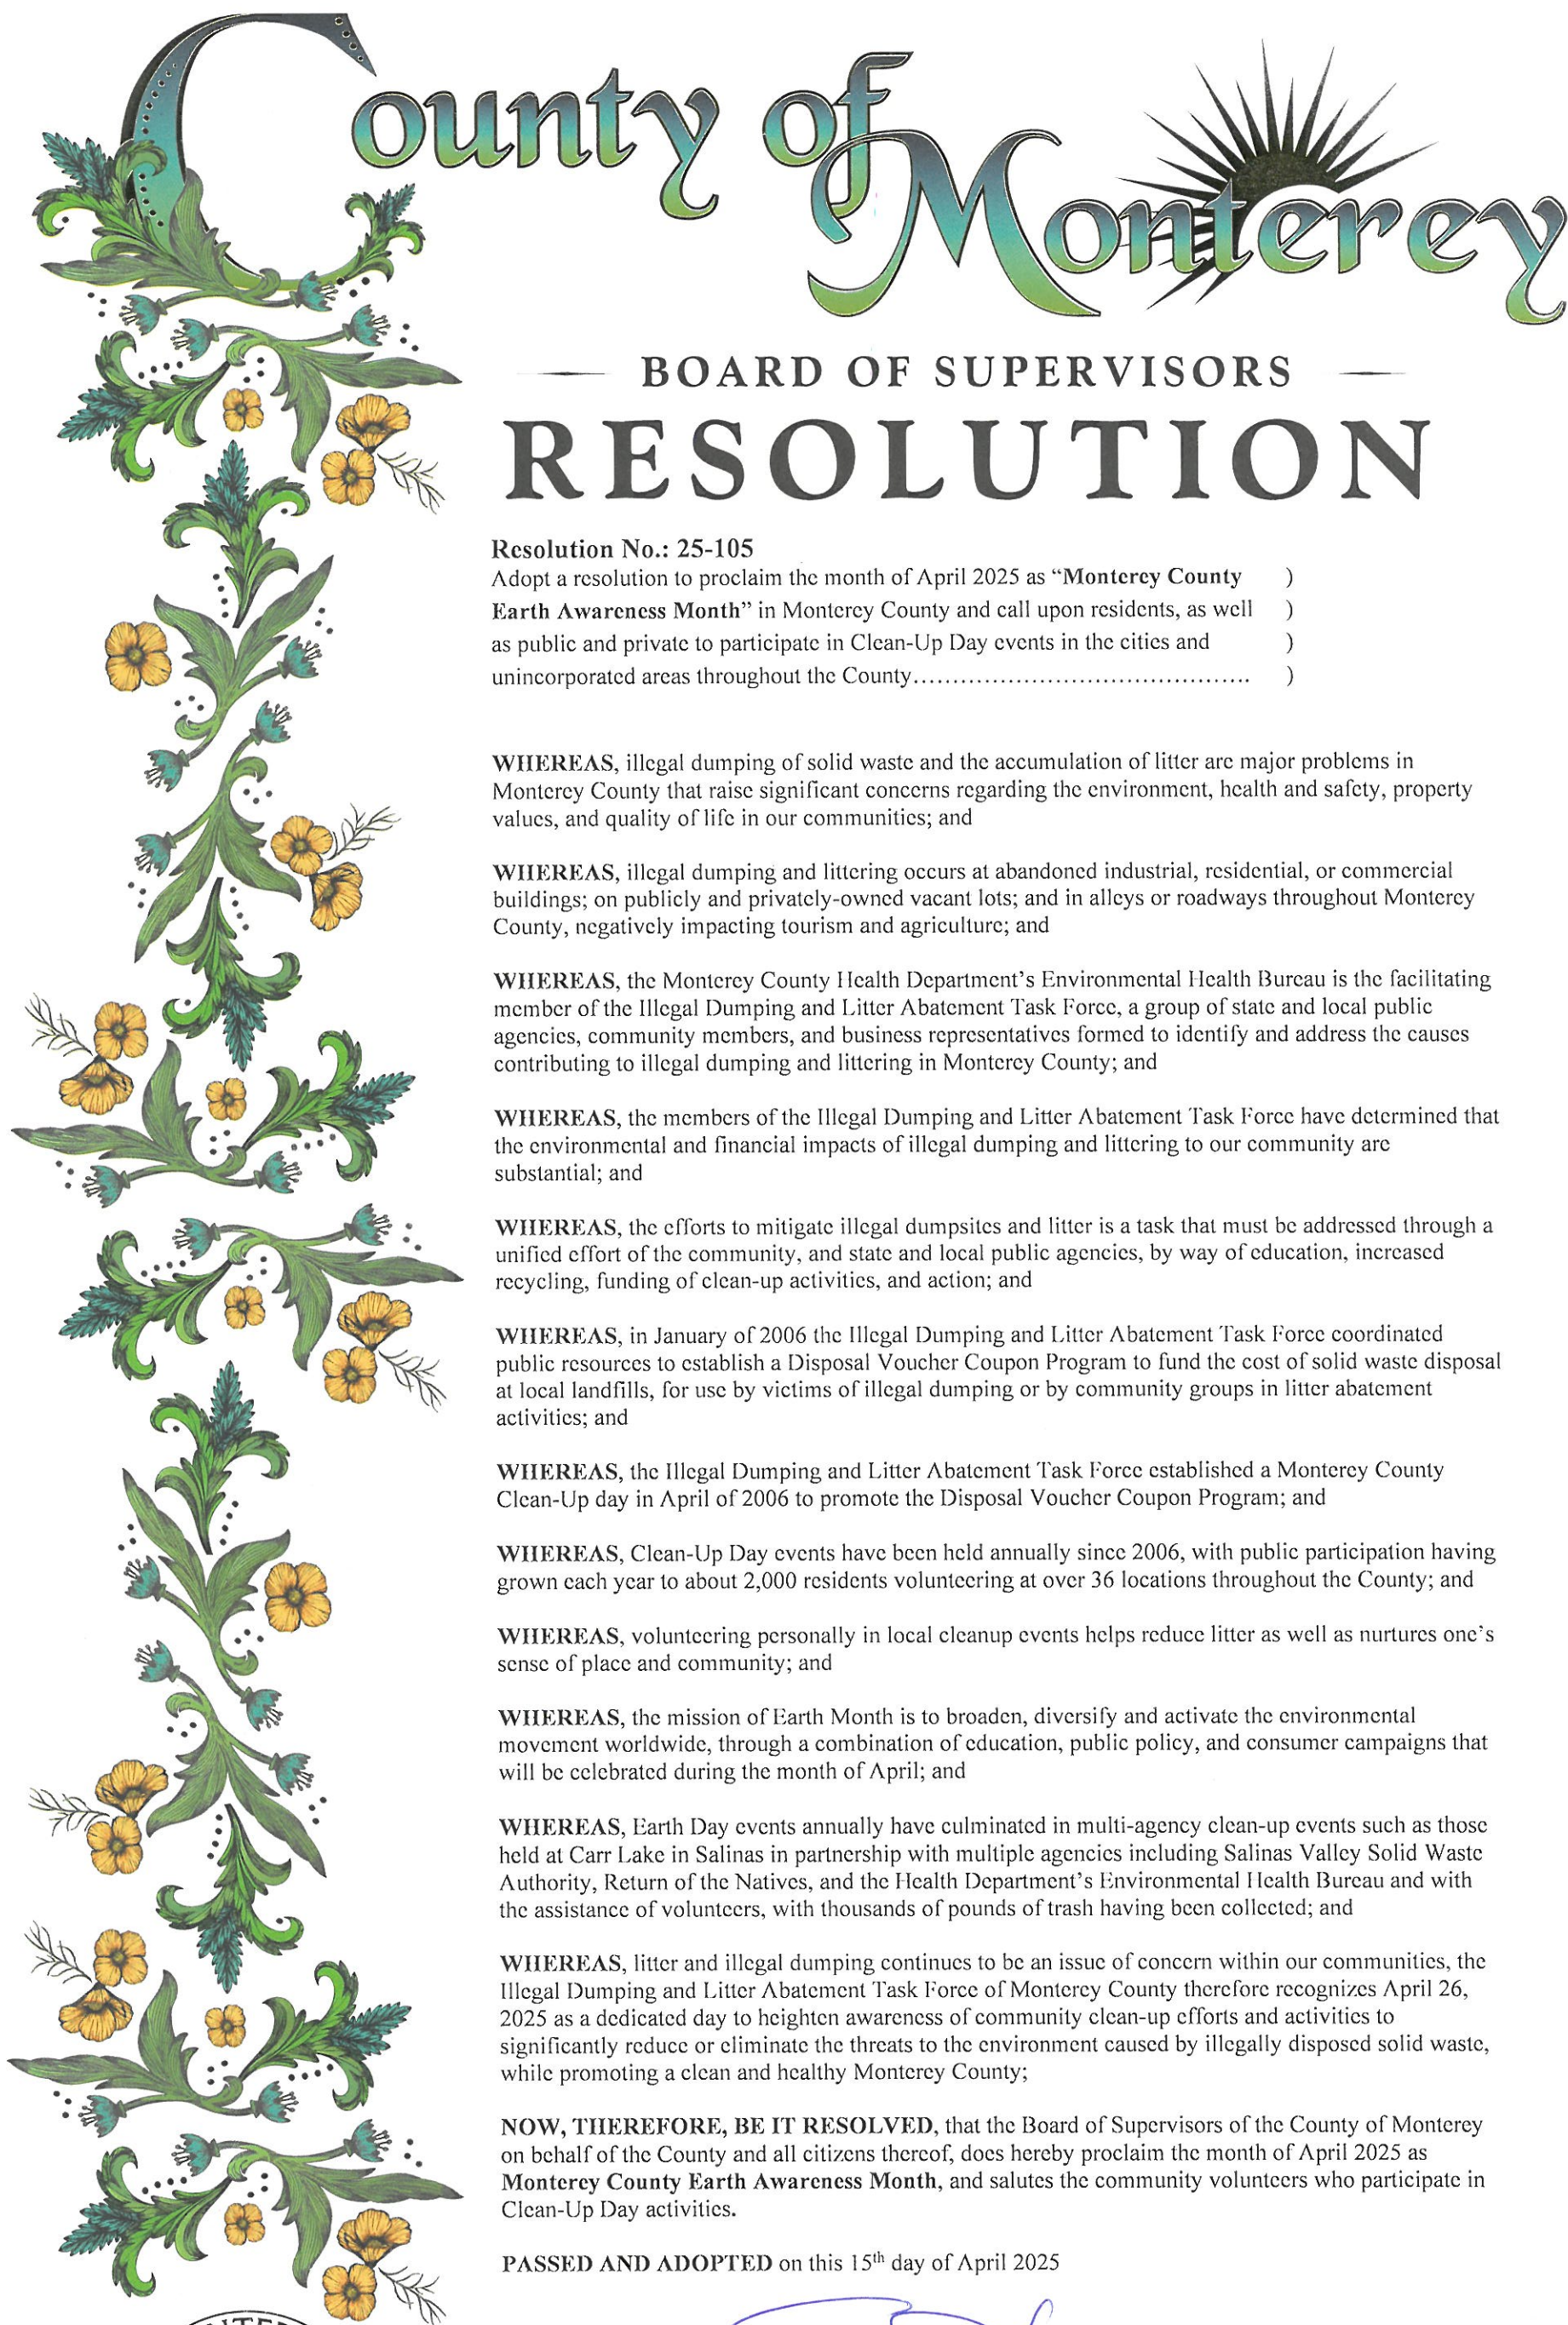 County of Monterey
BOARD OF SUPERVISORS
RESOLUTION
Resolution No.: 25-105
Adopt a resolution to proclaim the month of April 2025 as “Monterey County )
Earth Awareness Month” in Monterey County and call upon residents, as well )
as public and private to participate in Clean-Up Day events in the cities and )
unincorporated areas throughout the County.......................................... )
WHEREAS, illegal dumping of solid waste and the accumulation of litter are major problems in
Monterey County that raise significant concerns regarding the environment, health and safety, property
values, and quality of life in our communities; and
WHEREAS, illegal dumping and littering occurs at abandoned industrial, residential, or commercial
buildings; on publicly and privately-owned vacant lots; and in alleys or roadways throughout Monterey
County, negatively impacting tourism and agriculture; and
WHEREAS, the Monterey County Health Department’s Environmental Health Bureau is the facilitating
member of the Illegal Dumping and Litter Abatement Task Force, a group of state and local public
agencies, community members, and business representatives formed to identify and address the causes
contributing to illegal dumping and littering in Monterey County; and
WHEREAS, the members of the Illegal Dumping and Litter Abatement Task Force have determined that
the environmental and financial impacts of illegal dumping and littering to our community are
substantial; and
WHEREAS, the efforts to mitigate illegal dumpsites and litter is a task that must be addressed through a
unified effort of the community, and state and local public agencies, by way of education, increased
recycling, funding of clean-up activities, and action; and
WHEREAS, in January of 2006 the Illegal Dumping and Litter Abatement Task Force coordinated
public resources to establish a Disposal Voucher Coupon Program to fund the cost of solid waste disposal
at local landfills, for use by victims of illegal dumping or by community groups in litter abatement
activities; and
WHEREAS, the Illegal Dumping and Litter Abatement Task Force established a Monterey County
Clean-Up day in April of 2006 to promote the Disposal Voucher Coupon Program; and
WHEREAS, Clean-Up Day events have been held annually since 2006, with public participation having
grown each year to about 2,000 residents volunteering at over 36 locations throughout the County; and
WHEREAS, volunteering personally in local cleanup events helps reduce litter as well as nurtures one’s
sense of place and community; and
WHEREAS, the mission of Earth Month is to broaden, diversify and activate the environmental
movement worldwide, through a combination of education, public policy, and consumer campaigns that
will be celebrated during the month of April; and
WHEREAS, Earth Day events annually have culminated in multi-agency clean-up events such as those
held at Carr Lake in Salinas in partnership with multiple agencies including Salinas Valley Solid Waste
Authority, Return of the Natives, and the Health Department’s Environmental Health Bureau and with
the assistance of volunteers, with thousands of pounds of trash having been collected; and
WHEREAS, litter and illegal dumping continues to be an issue of concern within our communities, the
Illegal Dumping and Litter Abatement Task Force of Monterey County therefore recognizes April 26,
2025 as a dedicated day to heighten awareness of community clean-up efforts and activities to
significantly reduce or eliminate the threats to the environment caused by illegally disposed solid waste,
while promoting a clean and healthy Monterey County;
NOW, THEREFORE, BE IT RESOLVED, that the Board of Supervisors of the County of Monterey
on behalf of the County and all citizens thereof, does hereby proclaim the month of April 2025 as
Monterey County Earth Awareness Month, and salutes the community volunteers who participate in
Clean-Up Day activities.
PASSED AND ADOPTED on this 15th day of April 2025